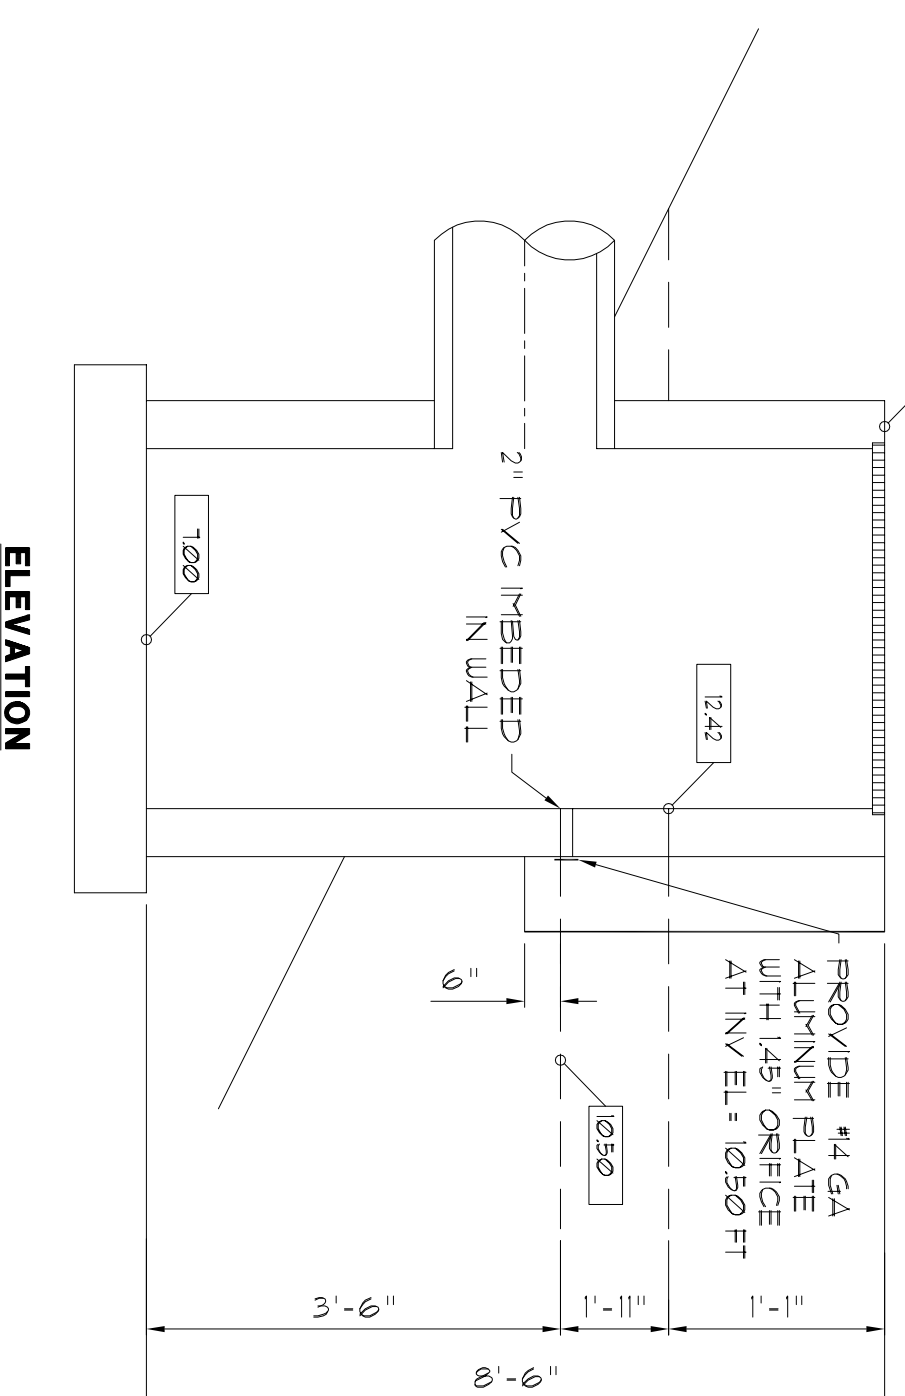 PROVIDE #14 GA
ALUMINUM PLATE
WITH 1.45" ORIFICE
AT INV EL = 10.50 FT
1'-1"
12.42
1'-11"
10.50
2" PVC IMBEDED
IN WALL
6"
3'-6"
8'-6"
7.00
ELEVATION